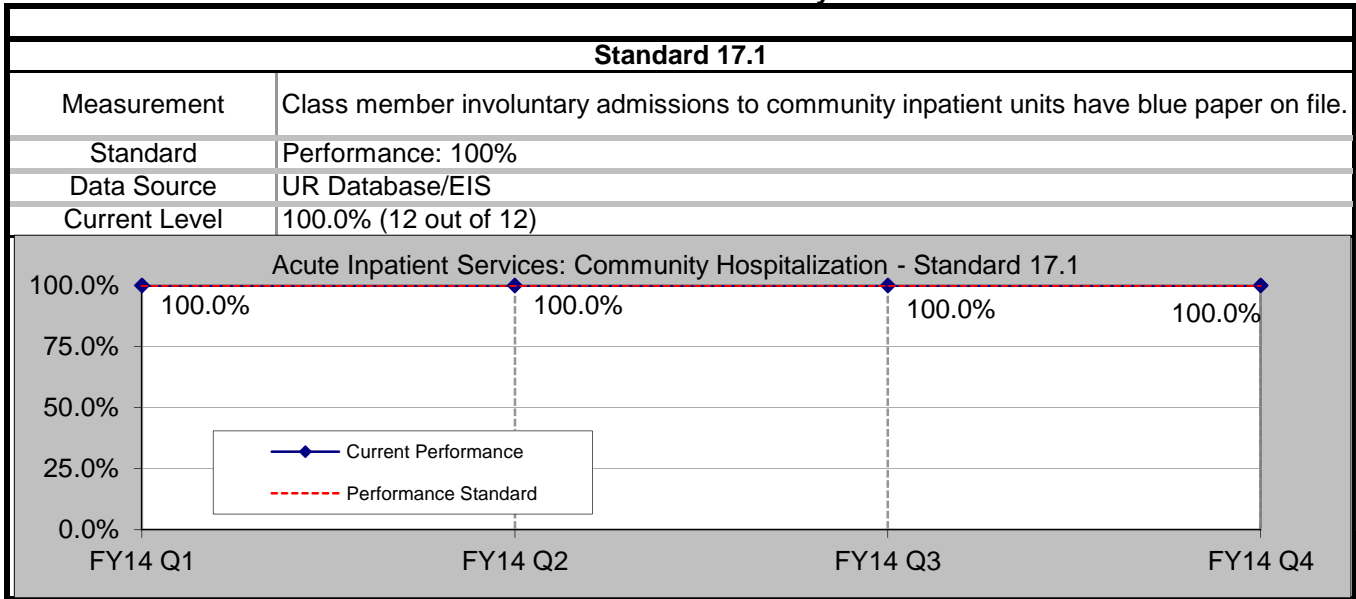 Standard 17.1
Measurement Class member involuntary admissions to community inpatient units have blue paper on file.
Standard Performance: 100%
Data Source UR Database/EIS
Current Level 100.0% (12 out of 12)
Acute Inpatient Services: Community Hospitalization - Standard 17.1
100.0%
100.0% 100.0% 100.0% 100.0%
75.0%
50.0%
Current Performance
25.0%
Performance Standard
0.0%
FY14 Q1 FY14 Q2 FY14 Q3 FY14 Q4